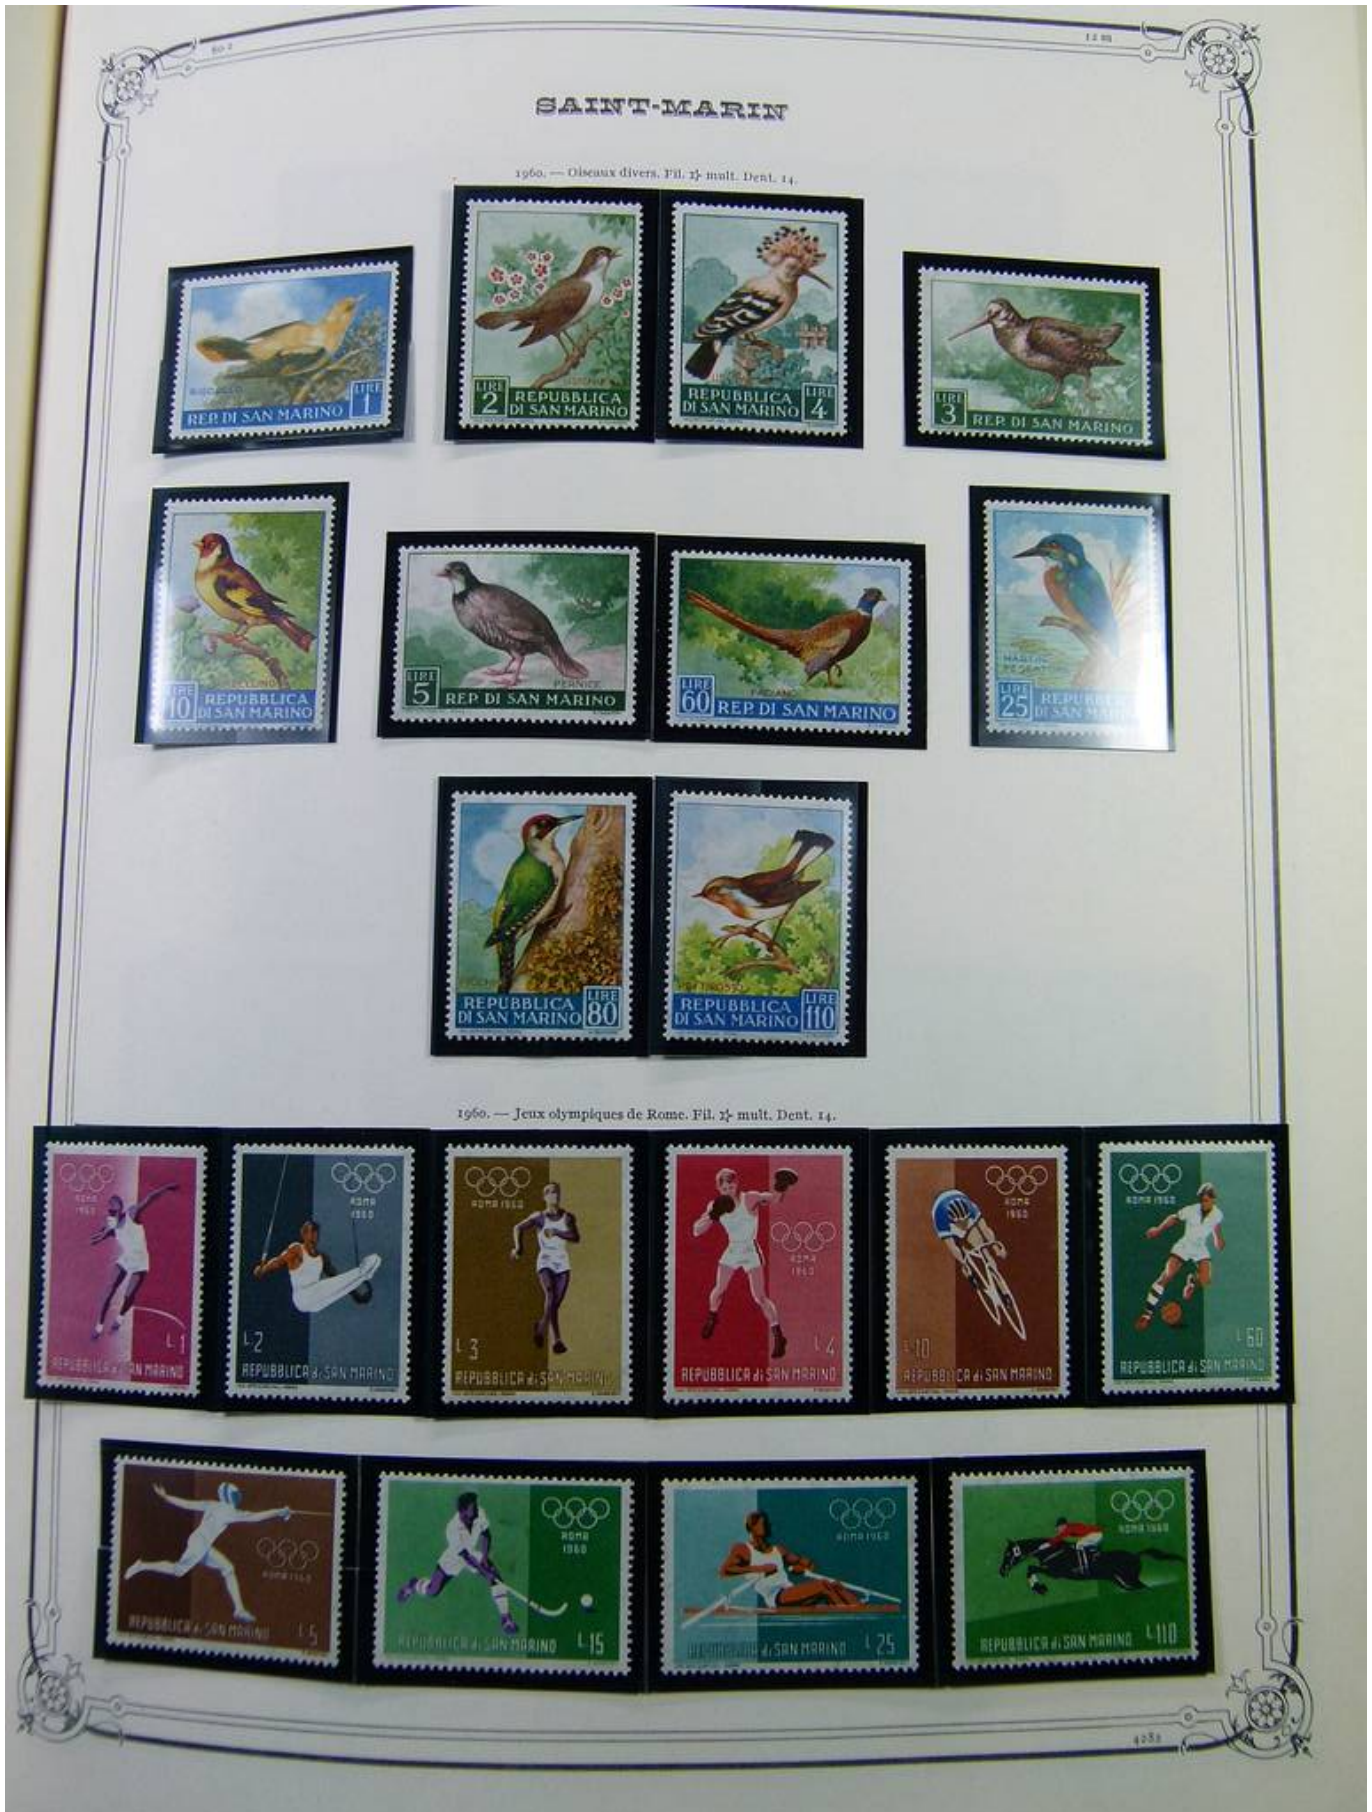 SAINT-MARIN
1960. — Oiseaux divers. Fil. mult. Dent. 14.
LIRE
1
REP. DI SAN MARINO
LIRE
2
REPUBBLICA
DI SAN MARINO
REPUBBLICA
DI SAN MARINO
LIRE
4
LIRE
3
REP. DI SAN MARINO
LIRE
10
REPUBBLICA
DI SAN MARINO
PERNICE
LIRE
5
REP. DI SAN MARINO
FAGIANO
LIRE
60
REP. DI SAN MARINO
MARTIN
LIRE
25
DI SAN
REPUBBLICA
DI SAN MARINO
LIRE
80
REPUBBLICA
DI SAN MARINO
LIRE
110
1960. — Jeux olympiques de Rome. Fil. mult. Dent. 14.
ROMA
1960
L.1
REPUBBLICA di SAN MARINO
ROMA
1960
L.2
REPUBBLICA di SAN MARINO
ROMA 1960
L.3
REPUBBLICA di SAN MARINO
ROMA
1960
L.4
REPUBBLICA di SAN MARINO
ROMA
1960
L.10
REPUBBLICA di SAN MARINO
ROMA 1960
L.60
REPUBBLICA di SAN MARINO
ROMA 1960
REPUBBLICA di SAN MARINO L.5
ROMA
1960
REPUBBLICA di SAN MARINO L.15
ROMA 1960
REPUBBLICA di SAN MARINO L.25
ROMA 1960
REPUBBLICA di SAN MARINO L.110